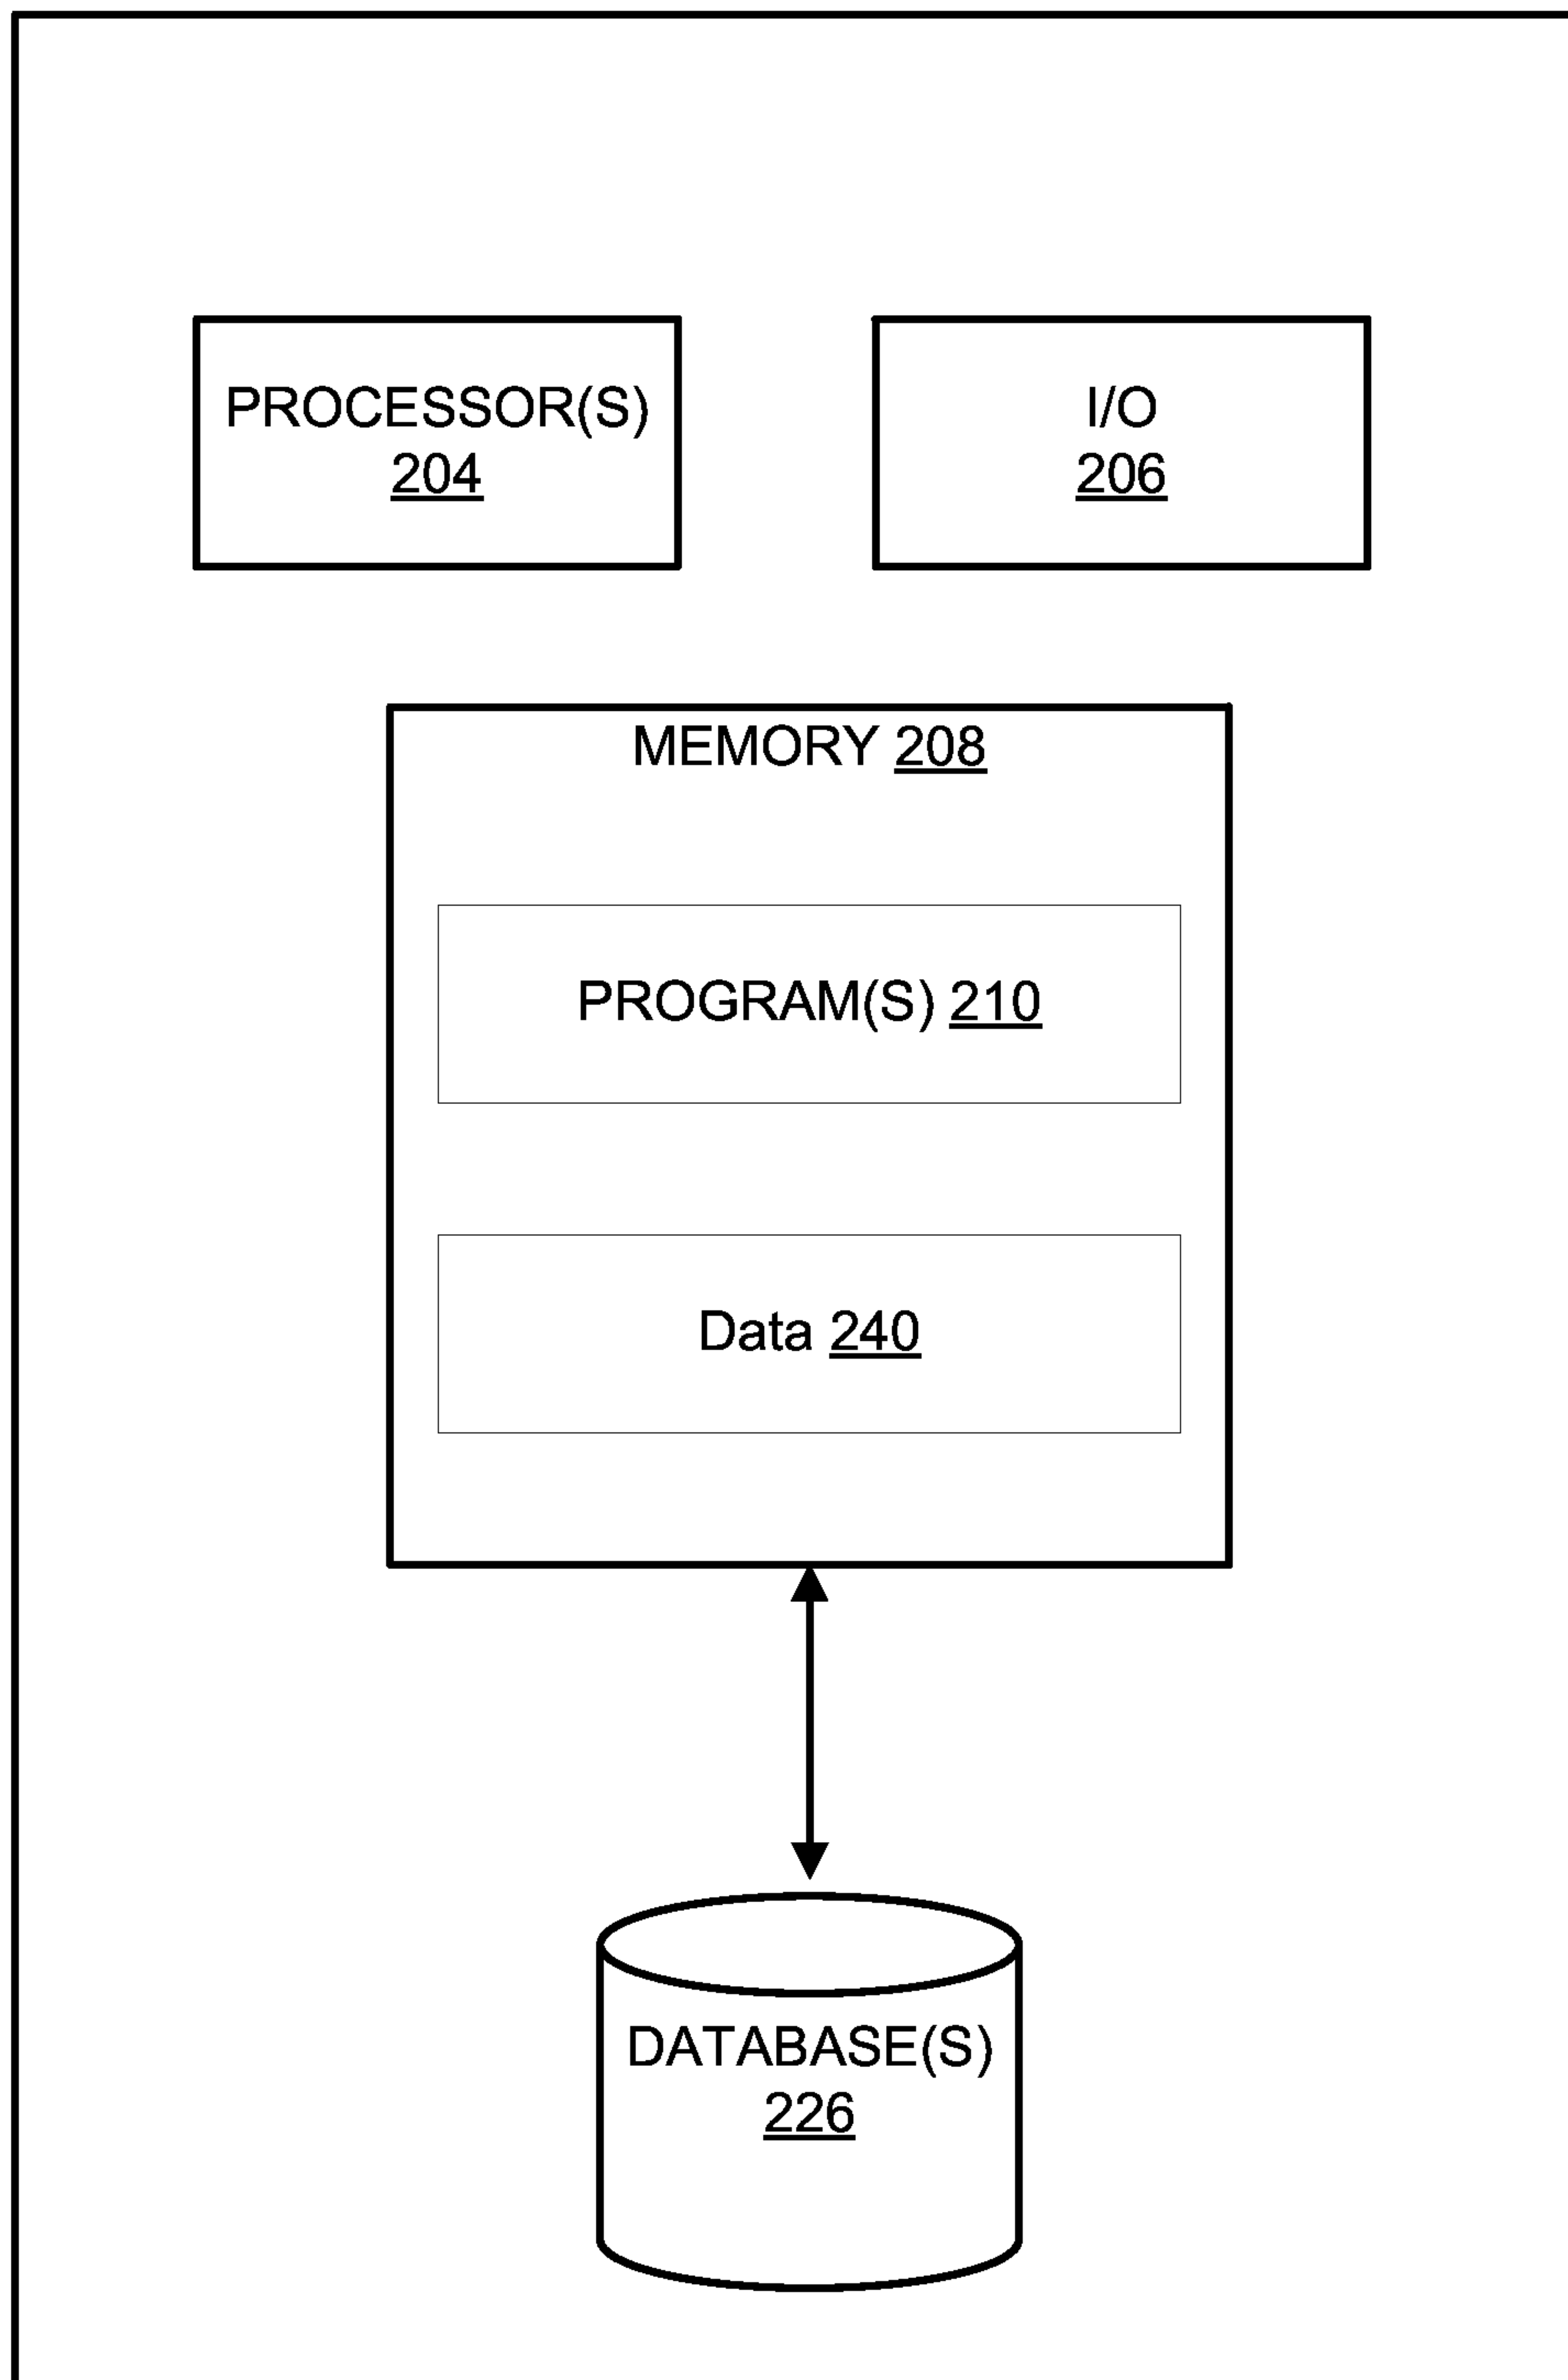 PROCESSOR(S)
204
I/O
206
MEMORY 208
PROGRAM(S) 210
Data 240
DATABASE(S)
226